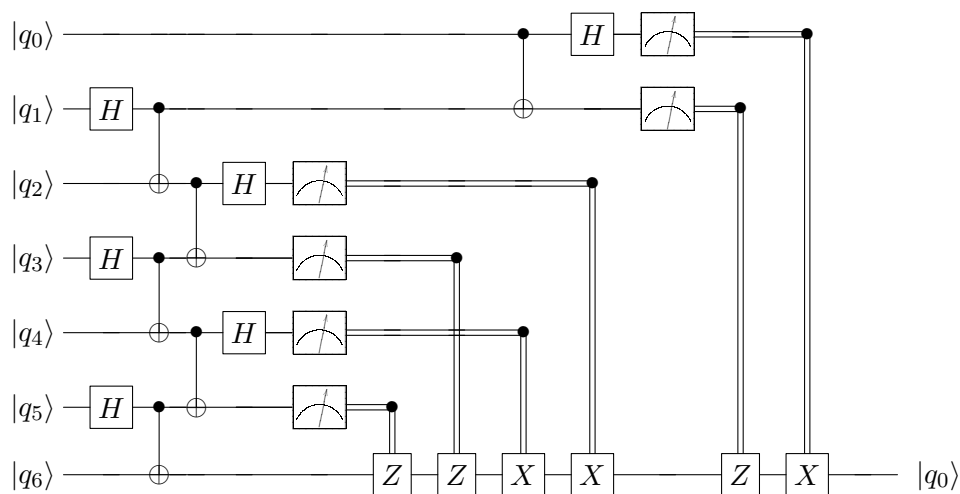 |q₀⟩ H
|q₁⟩ H
|q₂⟩ H
|q₃⟩ H
|q₄⟩ H
|q₅⟩ H
|q₆⟩ Z Z X X Z X |q₀⟩